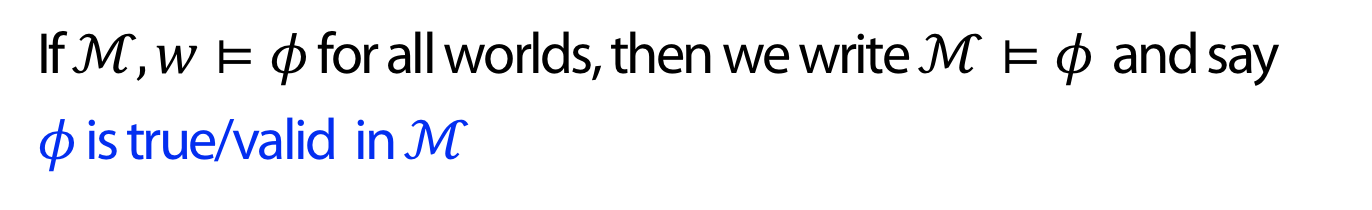 If ℳ, w ⊨ ϕ for all worlds, then we write ℳ ⊨ ϕ and say
ϕ is true/valid in ℳ